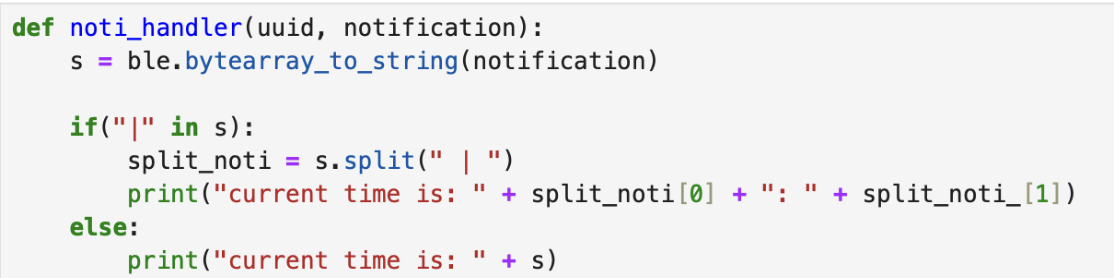 def noti_handler(uuid, notification):
    s = ble.bytearray_to_string(notification)

    if("|" in s):
        split_noti = s.split(" | ")
        print("current time is: " + split_noti[0] + ": " + split_noti_[1])
    else:
        print("current time is: " + s)